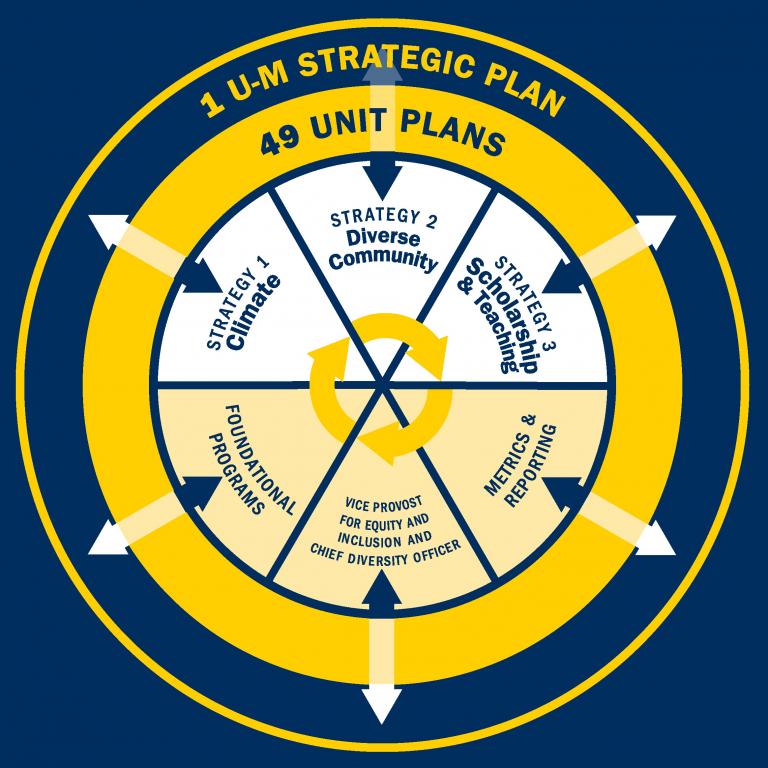 1 U-M STRATEGIC PLAN
49 UNIT PLANS
STRATEGY 1
Climate
STRATEGY 2
Diverse
Community
STRATEGY 3
Scholarship
& Teaching
FOUNDATIONAL
PROGRAMS
VICE PROVOST
FOR EQUITY AND
INCLUSION AND
CHIEF DIVERSITY OFFICER
METRICS &
REPORTING